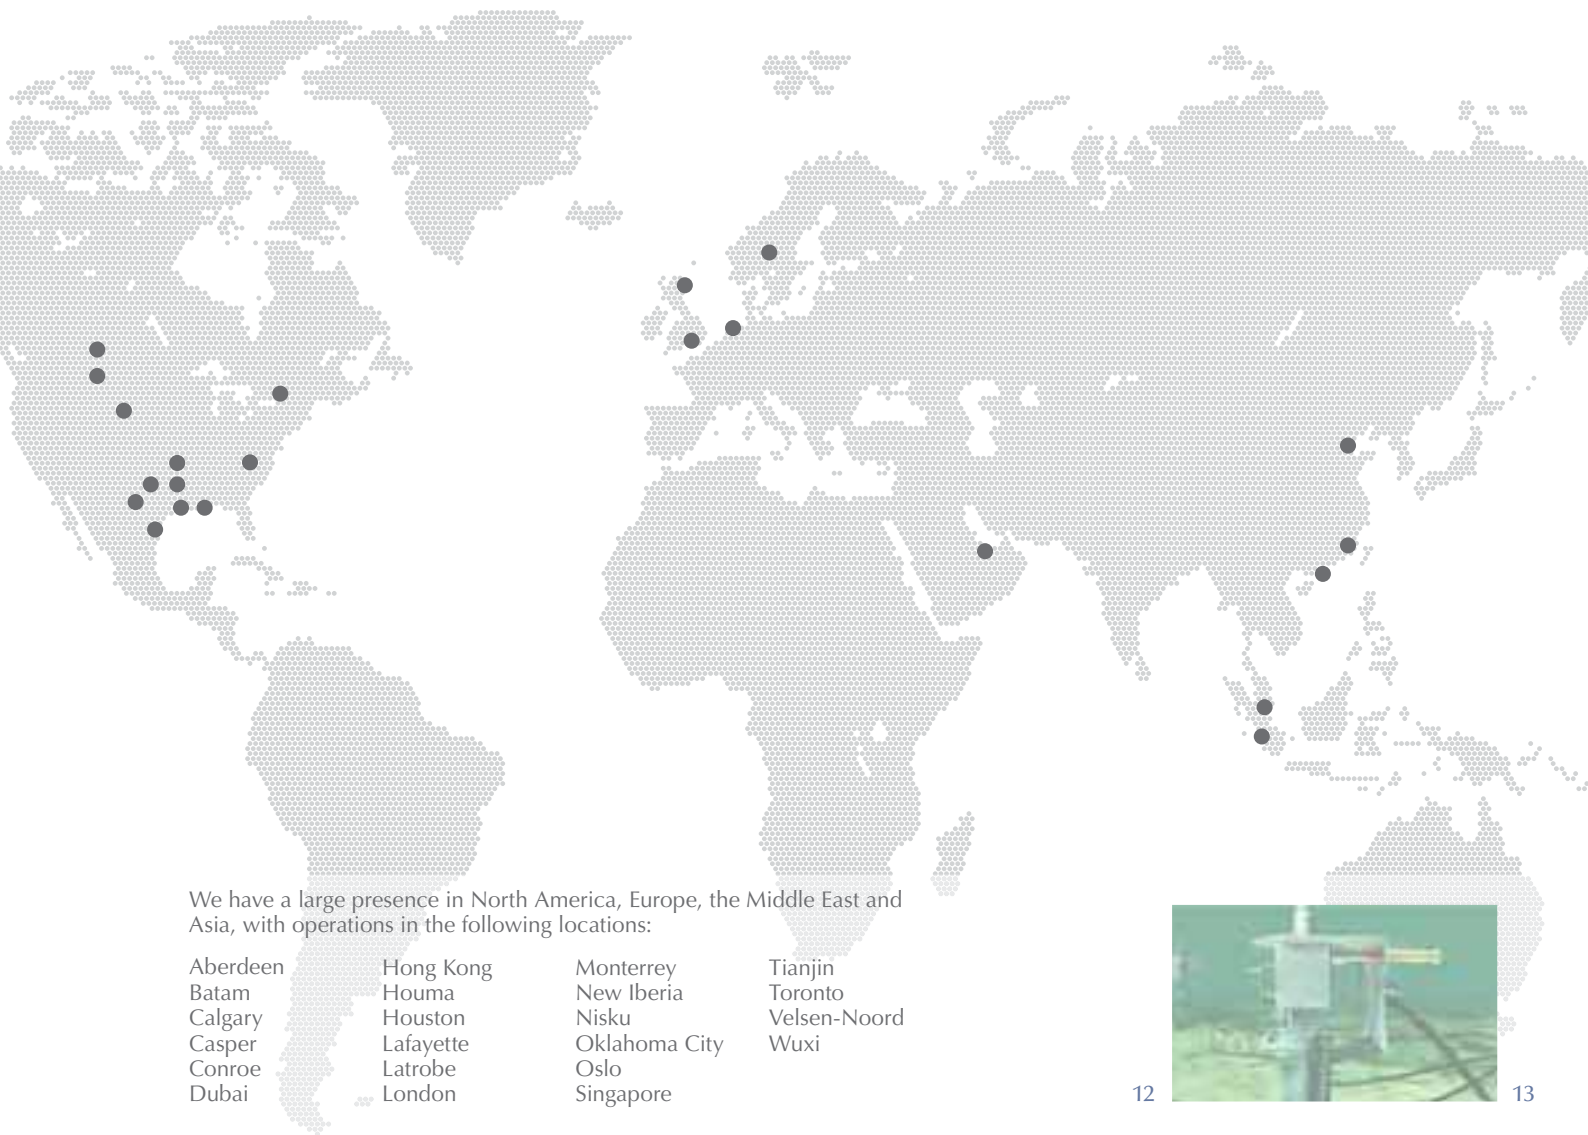 We have a large presence in North America, Europe, the Middle East and
Asia, with operations in the following locations:
Aberdeen
Batam
Calgary
Casper
Conroe
Dubai
Hong Kong
Houma
Houston
Lafayette
Latrobe
London
Monterrey
New Iberia
Nisku
Oklahoma City
Oslo
Singapore
Tianjin
Toronto
Velsen-Noord
Wuxi
12
13